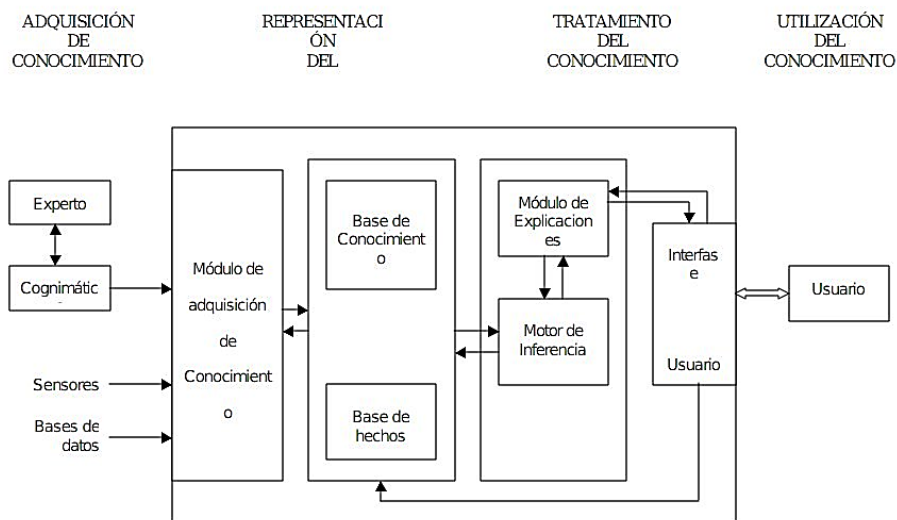 ADQUISICIÓN
DE
CONOCIMIENTO
REPRESENTACI
ÓN
DEL
TRATAMIENTO
DEL
CONOCIMIENTO
UTILIZACIÓN
DEL
CONOCIMIENTO
Experto
Cognimátic
Sensores
Bases de
datos
Módulo de
adquisición
de
Conocimient
o
Base de
Conocimient
o
Base de
hechos
Módulo de
Explicacion
es
Motor de
Inferencia
Interfas
e
Usuario
Usuario